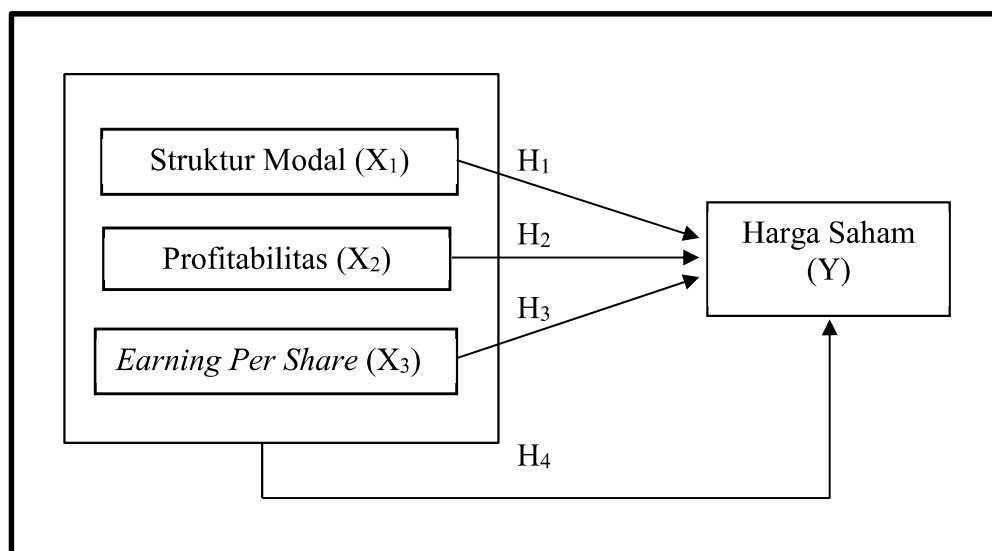 Struktur Modal (X₁)
H₁
Profitabilitas (X₂)
H₂
Harga Saham
(Y)
Earning Per Share (X₃)
H₃
H₄